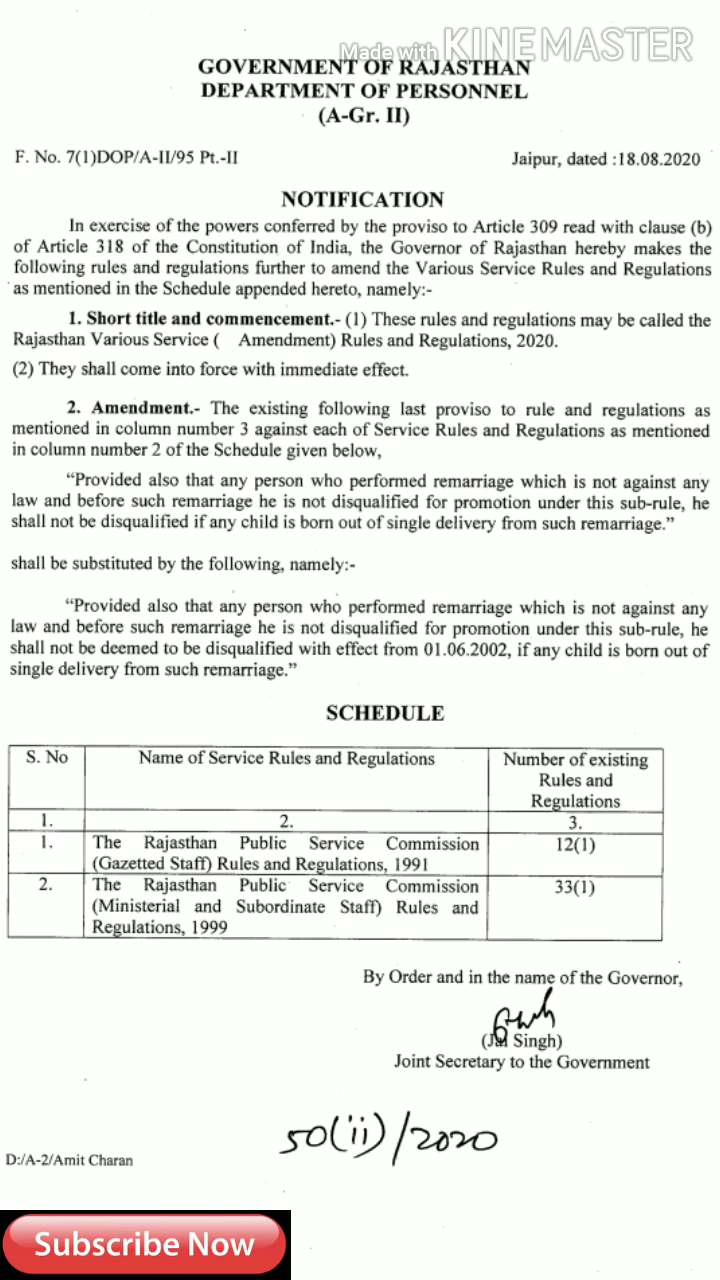 Made with KINEMASTER
GOVERNMENT OF RAJASTHAN
DEPARTMENT OF PERSONNEL
(A-Gr. II)
F. No. 7(1)DOP/A-II/95 Pt.-II Jaipur, dated :18.08.2020
NOTIFICATION
In exercise of the powers conferred by the proviso to Article 309 read with clause (b)
of Article 318 of the Constitution of India, the Governor of Rajasthan hereby makes the
following rules and regulations further to amend the Various Service Rules and Regulations
as mentioned in the Schedule appended hereto, namely:-
1. Short title and commencement.- (1) These rules and regulations may be called the
Rajasthan Various Service ( Amendment) Rules and Regulations, 2020.
(2) They shall come into force with immediate effect.
2. Amendment.- The existing following last proviso to rule and regulations as
mentioned in column number 3 against each of Service Rules and Regulations as mentioned
in column number 2 of the Schedule given below,
“Provided also that any person who performed remarriage which is not against any
law and before such remarriage he is not disqualified for promotion under this sub-rule, he
shall not be disqualified if any child is born out of single delivery from such remarriage.”
shall be substituted by the following, namely:-
“Provided also that any person who performed remarriage which is not against any
law and before such remarriage he is not disqualified for promotion under this sub-rule, he
shall not be deemed to be disqualified with effect from 01.06.2002, if any child is born out of
single delivery from such remarriage.”
SCHEDULE
S. No Name of Service Rules and Regulations Number of existing
Rules and
Regulations
1. 2. 3.
1. The Rajasthan Public Service Commission 12(1)
(Gazetted Staff) Rules and Regulations, 1991
2. The Rajasthan Public Service Commission 33(1)
(Ministerial and Subordinate Staff) Rules and
Regulations, 1999
By Order and in the name of the Governor,
Singh)
Joint Secretary to the Government
50(ii)/2020
D:/A-2/Amit Charan
Subscribe Now